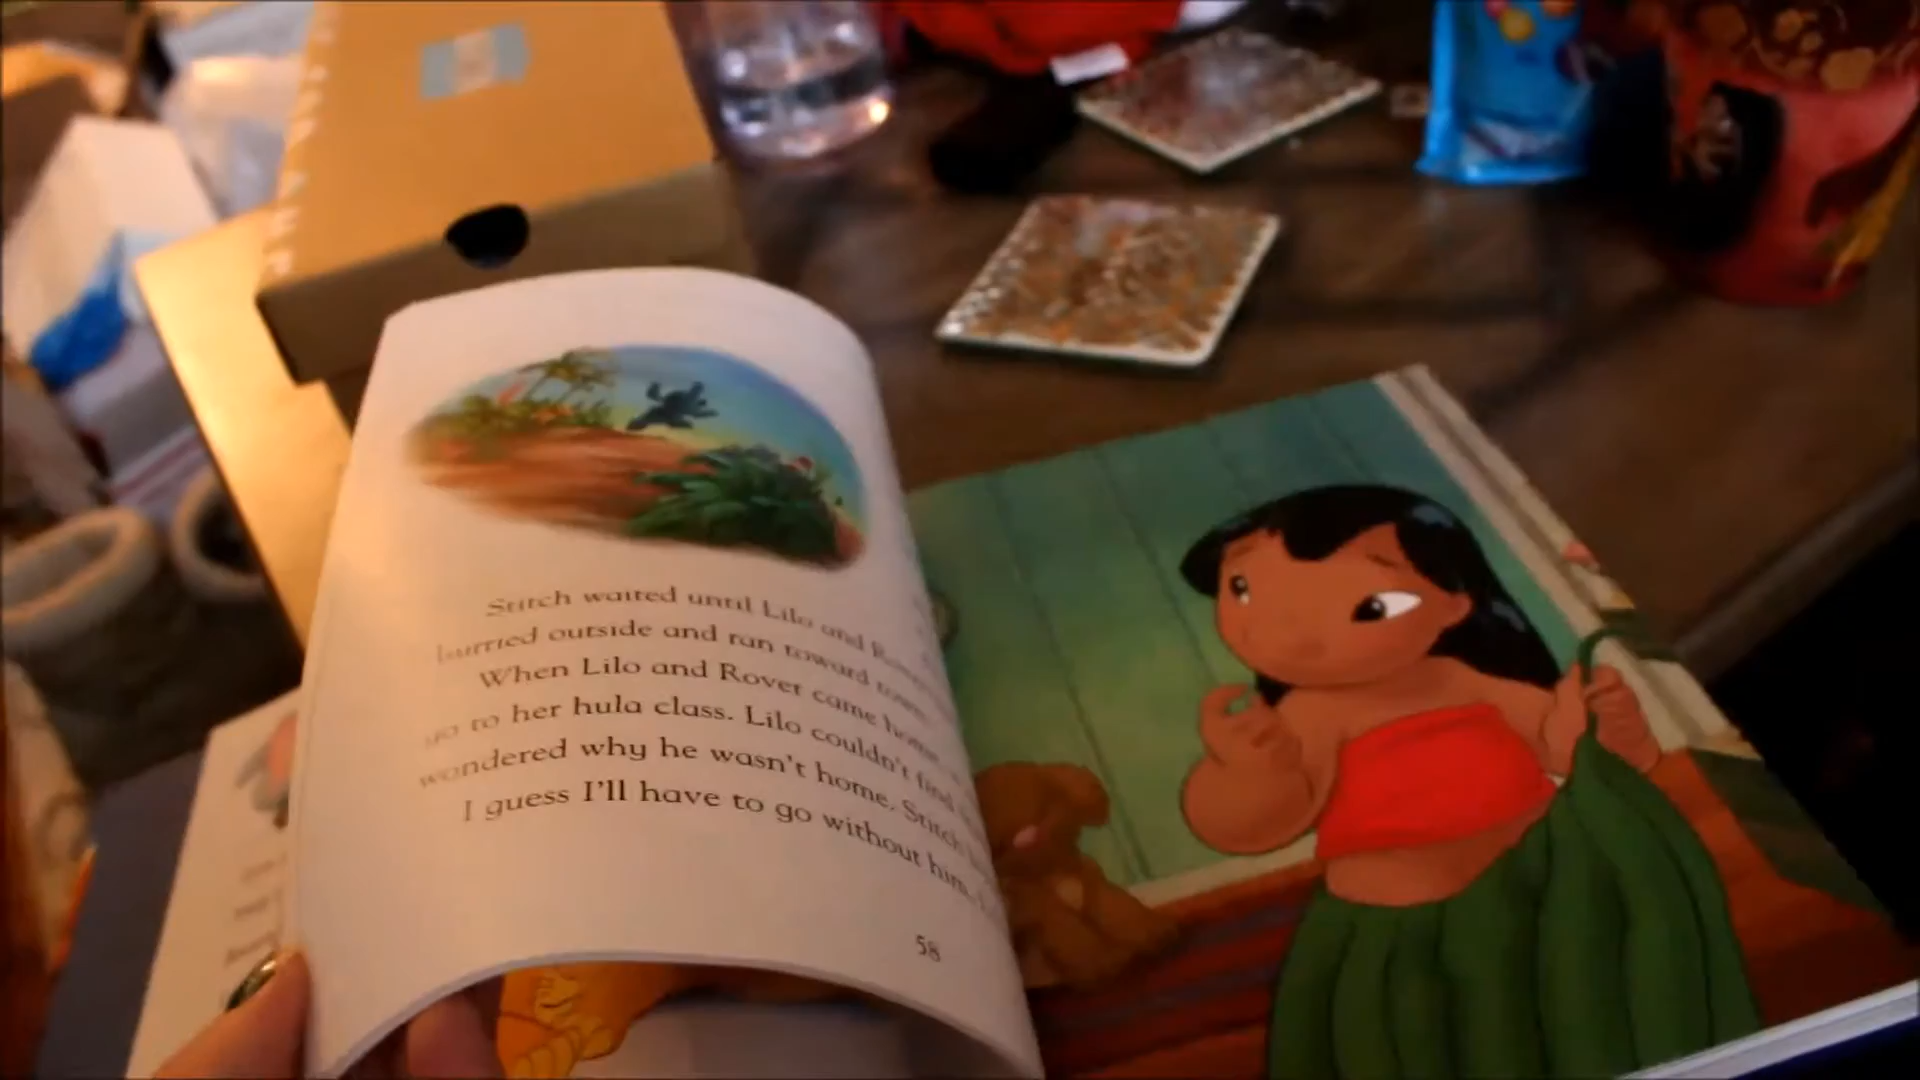 Stitch waited until Lilo and Rover
hurried outside and ran toward town.
When Lilo and Rover came home,
go to her hula class. Lilo couldn't find
wondered why he wasn't home. Stitch
I guess I'll have to go without him,
58